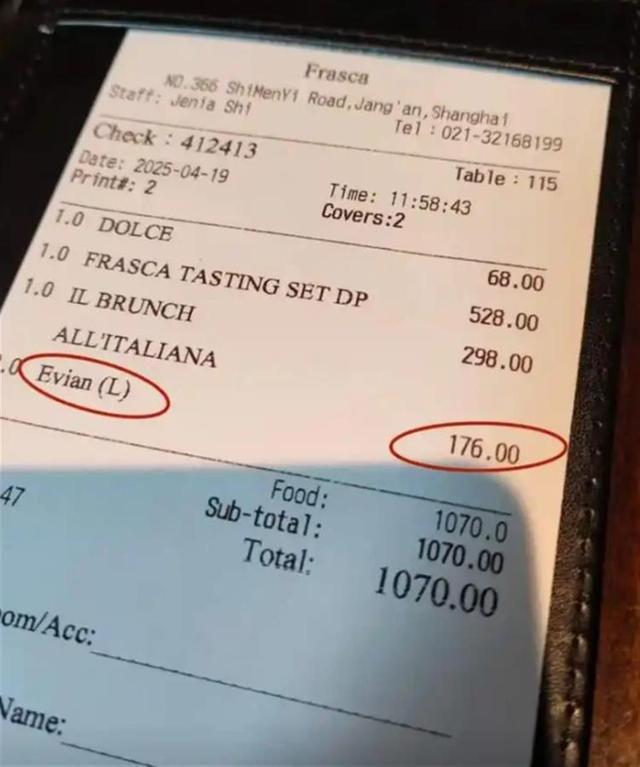 Frasca
NO.366 ShiMenYi Road,Jang'an,Shanghai
Staff: Jenia Shi Tel:021-32168199
Check : 412413 Table : 115
Date: 2025-04-19 Time: 11:58:43
Print#: 2 Covers:2
1.0 DOLCE 68.00
1.0 FRASCA TASTING SET DP 528.00
1.0 IL BRUNCH 298.00
ALL'ITALIANA
.0 Evian (L) 176.00
Food: 1070.0
47 Sub-total: 1070.00
Total: 1070.00
oom/Acc:
Name: